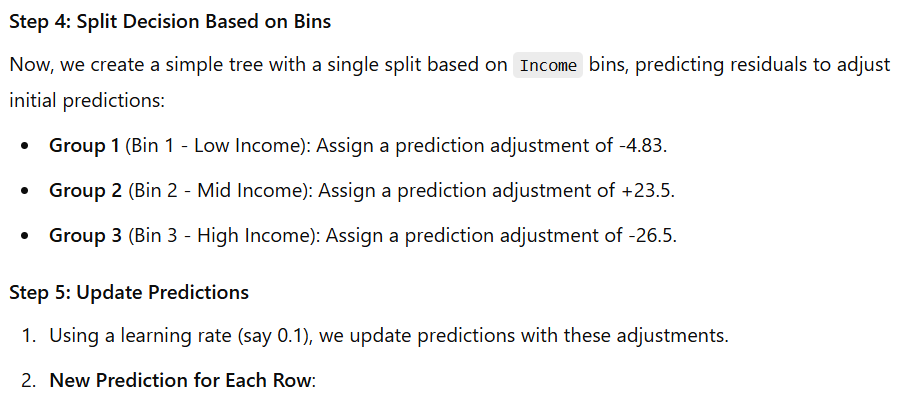 Step 4: Split Decision Based on Bins
Now, we create a simple tree with a single split based on Income bins, predicting residuals to adjust
initial predictions:
• Group 1 (Bin 1 - Low Income): Assign a prediction adjustment of -4.83.
• Group 2 (Bin 2 - Mid Income): Assign a prediction adjustment of +23.5.
• Group 3 (Bin 3 - High Income): Assign a prediction adjustment of -26.5.
Step 5: Update Predictions
1. Using a learning rate (say 0.1), we update predictions with these adjustments.
2. New Prediction for Each Row: